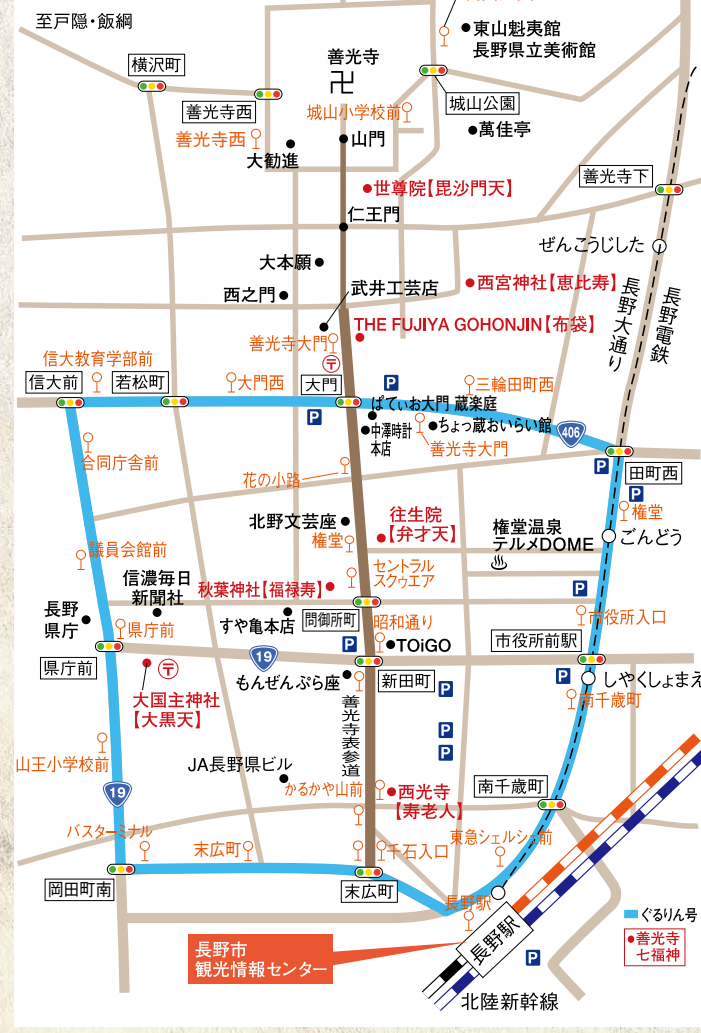 至戸隠・飯綱
東山魁夷館
長野県立美術館
善光寺
卍
横沢町
善光寺西
善光寺西
城山小学校前
城山公園
山門
萬佳亭
大勧進
世尊院【毘沙門天】
善光寺下
仁王門
ぜんこうじした
大本願
西之門
武井工芸店
西宮神社【恵比寿】
長野大通り
長野電鉄
THE FUJIYA GOHONJIN【布袋】
善光寺大門
〒
信大教育学部前
信大前
若松町
大門西
大門
P
三輪田町西
P
ぱてぃお大門 蔵楽庭
中澤時計
本店
ちょっ蔵おいらい館
善光寺大門
406
合同庁舎前
花の小路
P
田町西
P
権堂
北野文芸座
権堂
往生院
【弁才天】
権堂温泉
テルメDOME
ごんどう
議員会館前
信濃毎日
新聞社
秋葉神社【福禄寿】
セントラル
スクウエア
P
長野
県庁
県庁前
すや亀本店
問御所町
昭和通り
市役所入口
県庁前
19
P
TOiGO
市役所前駅
〒
大国主神社
【大黒天】
もんぜんぷら座
新田町
P
P
しやくしょまえ
南千歳町
善光寺表参道
P
P
山王小学校前
JA長野県ビル
かるかや山前
西光寺
【寿老人】
南千歳町
19
バスターミナル
末広町
千石入口
東急シェルシェ前
岡田町南
末広町
長野駅
長野駅
長野市
観光情報センター
P
北陸新幹線
ぐるりん号
善光寺
七福神